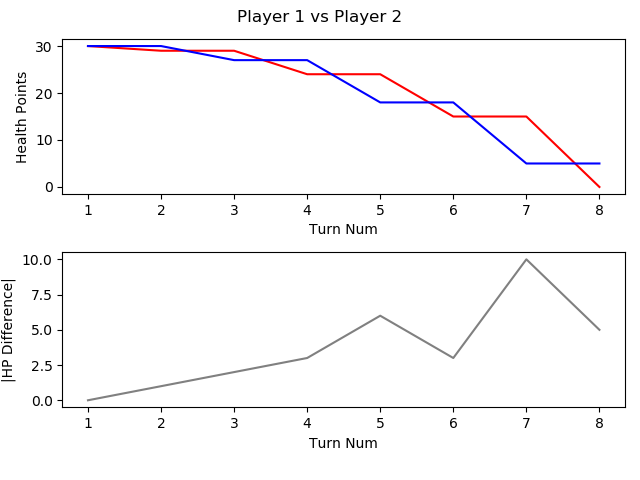 Player 1 vs Player 2
30
20
10
0
Health Points
1 2 3 4 5 6 7 8
Turn Num
10.0
7.5
5.0
2.5
0.0
|HP Difference|
1 2 3 4 5 6 7 8
Turn Num